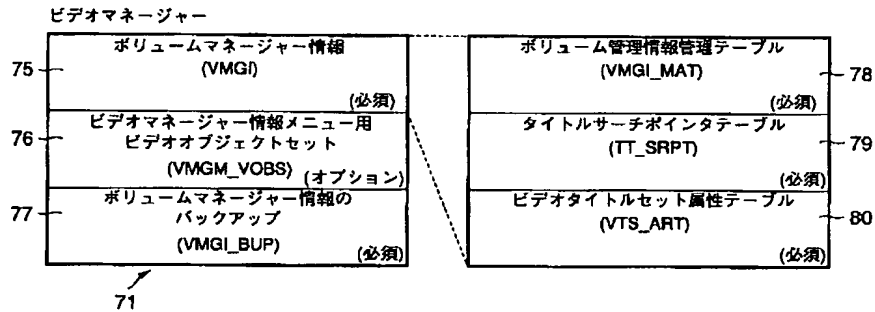 ビデオマネージャー
75
ボリュームマネージャー情報
(VMGI)
(必須)
76
ビデオマネージャー情報メニュー用
ビデオオブジェクトセット
(VMGM_VOBS) (オプション)
77
ボリュームマネージャー情報の
バックアップ
(VMGI_BUP)
(必須)
71
ボリューム管理情報管理テーブル
(VMGI_MAT)
(必須)
78
タイトルサーチポインタテーブル
(TT_SRPT)
(必須)
79
ビデオタイトルセット属性テーブル
(VTS_ART)
(必須)
80